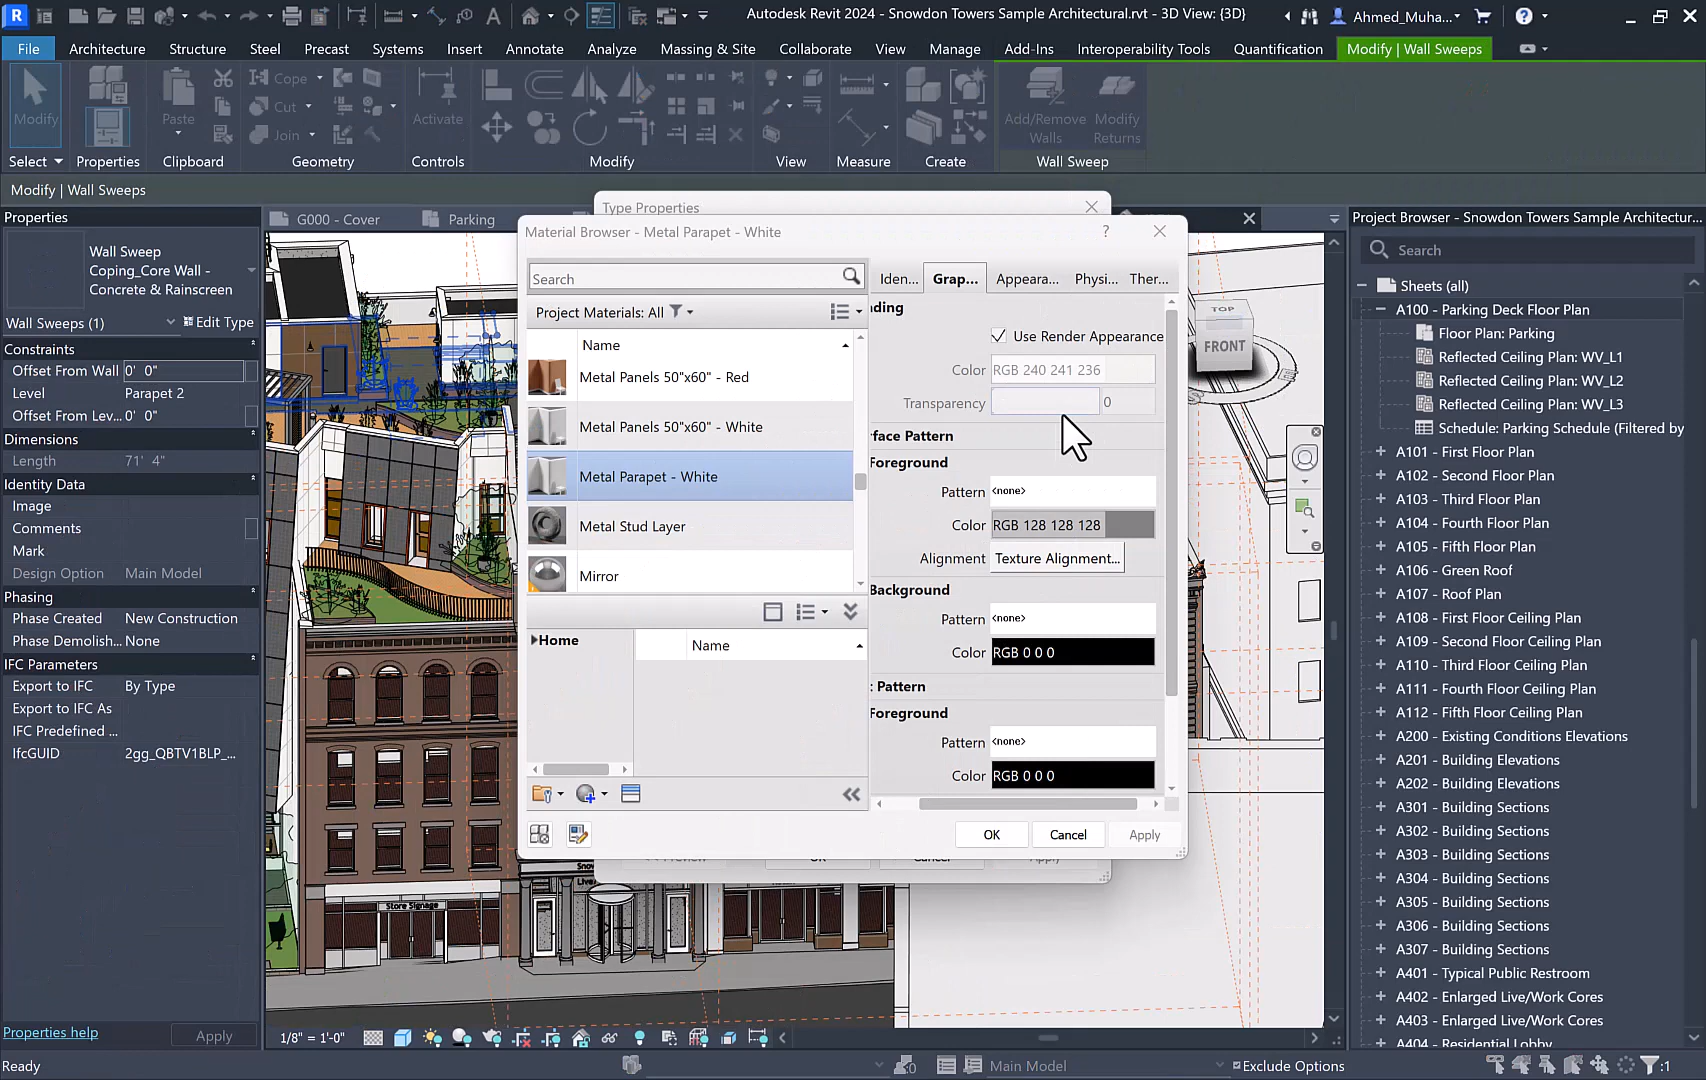 R
Autodesk Revit 2024 - Snowdon Towers Sample Architectural.rvt - 3D View: {3D}
Ahmed_Muha...
File
Architecture
Structure
Steel
Precast
Systems
Insert
Annotate
Analyze
Massing & Site
Collaborate
View
Manage
Add-Ins
Interoperability Tools
Quantification
Modify | Wall Sweeps
Modify
Paste
Cope
Cut
Join
Activate
Add/Remove
Walls
Modify
Returns
Select
Properties
Clipboard
Geometry
Controls
Modify
View
Measure
Create
Wall Sweep
Modify | Wall Sweeps
Properties
Wall Sweep
Coping_Core Wall -
Concrete & Rainscreen
Wall Sweeps (1)
Edit Type
Constraints
Offset From Wall 0' 0"
Level Parapet 2
Offset From Lev... 0' 0"
Dimensions
Length 71' 4"
Identity Data
Image
Comments
Mark
Design Option Main Model
Phasing
Phase Created New Construction
Phase Demolish... None
IFC Parameters
Export to IFC By Type
Export to IFC As
IFC Predefined ...
IfcGUID 2gg_QBTV1BLP_...
Properties help
Apply
G000 - Cover
Parking
Type Properties
Material Browser - Metal Parapet - White
?
Search
Project Materials: All
Name
Metal Panels 50"x60" - Red
Metal Panels 50"x60" - White
Metal Parapet - White
Metal Stud Layer
Mirror
Home
Name
Iden...
Grap...
Appeara...
Physi...
Ther...
ading
Use Render Appearance
Color RGB 240 241 236
Transparency 0
rface Pattern
Foreground
Pattern <none>
Color RGB 128 128 128
Alignment Texture Alignment...
Background
Pattern <none>
Color RGB 0 0 0
: Pattern
Foreground
Pattern <none>
Color RGB 0 0 0
OK
Cancel
Apply
TOP
FRONT
Store Signage
Project Browser - Snowdon Towers Sample Architectur...
Search
Sheets (all)
A100 - Parking Deck Floor Plan
Floor Plan: Parking
Reflected Ceiling Plan: WV_L1
Reflected Ceiling Plan: WV_L2
Reflected Ceiling Plan: WV_L3
Schedule: Parking Schedule (Filtered by
A101 - First Floor Plan
A102 - Second Floor Plan
A103 - Third Floor Plan
A104 - Fourth Floor Plan
A105 - Fifth Floor Plan
A106 - Green Roof
A107 - Roof Plan
A108 - First Floor Ceiling Plan
A109 - Second Floor Ceiling Plan
A110 - Third Floor Ceiling Plan
A111 - Fourth Floor Ceiling Plan
A112 - Fifth Floor Ceiling Plan
A200 - Existing Conditions Elevations
A201 - Building Elevations
A202 - Building Elevations
A301 - Building Sections
A302 - Building Sections
A303 - Building Sections
A304 - Building Sections
A305 - Building Sections
A306 - Building Sections
A307 - Building Sections
A401 - Typical Public Restroom
A402 - Enlarged Live/Work Cores
A403 - Enlarged Live/Work Cores
A404 - Residential Lobby
1/8" = 1'-0"
Ready
:0
Main Model
Exclude Options
:1